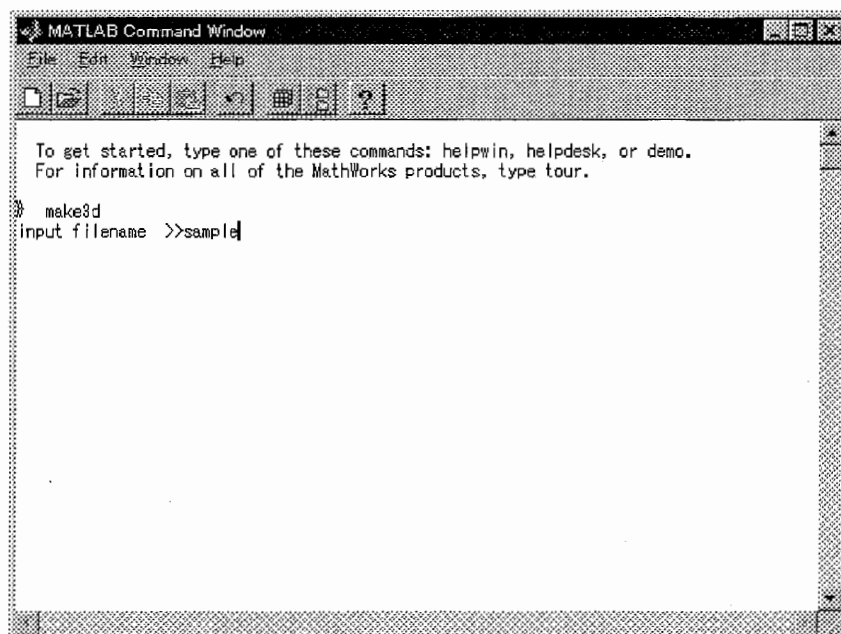 MATLAB Command Window
File Edit Window Help
To get started, type one of these commands: helpwin, helpdesk, or demo.
For information on all of the MathWorks products, type tour.
» make3d
input filename >>sample